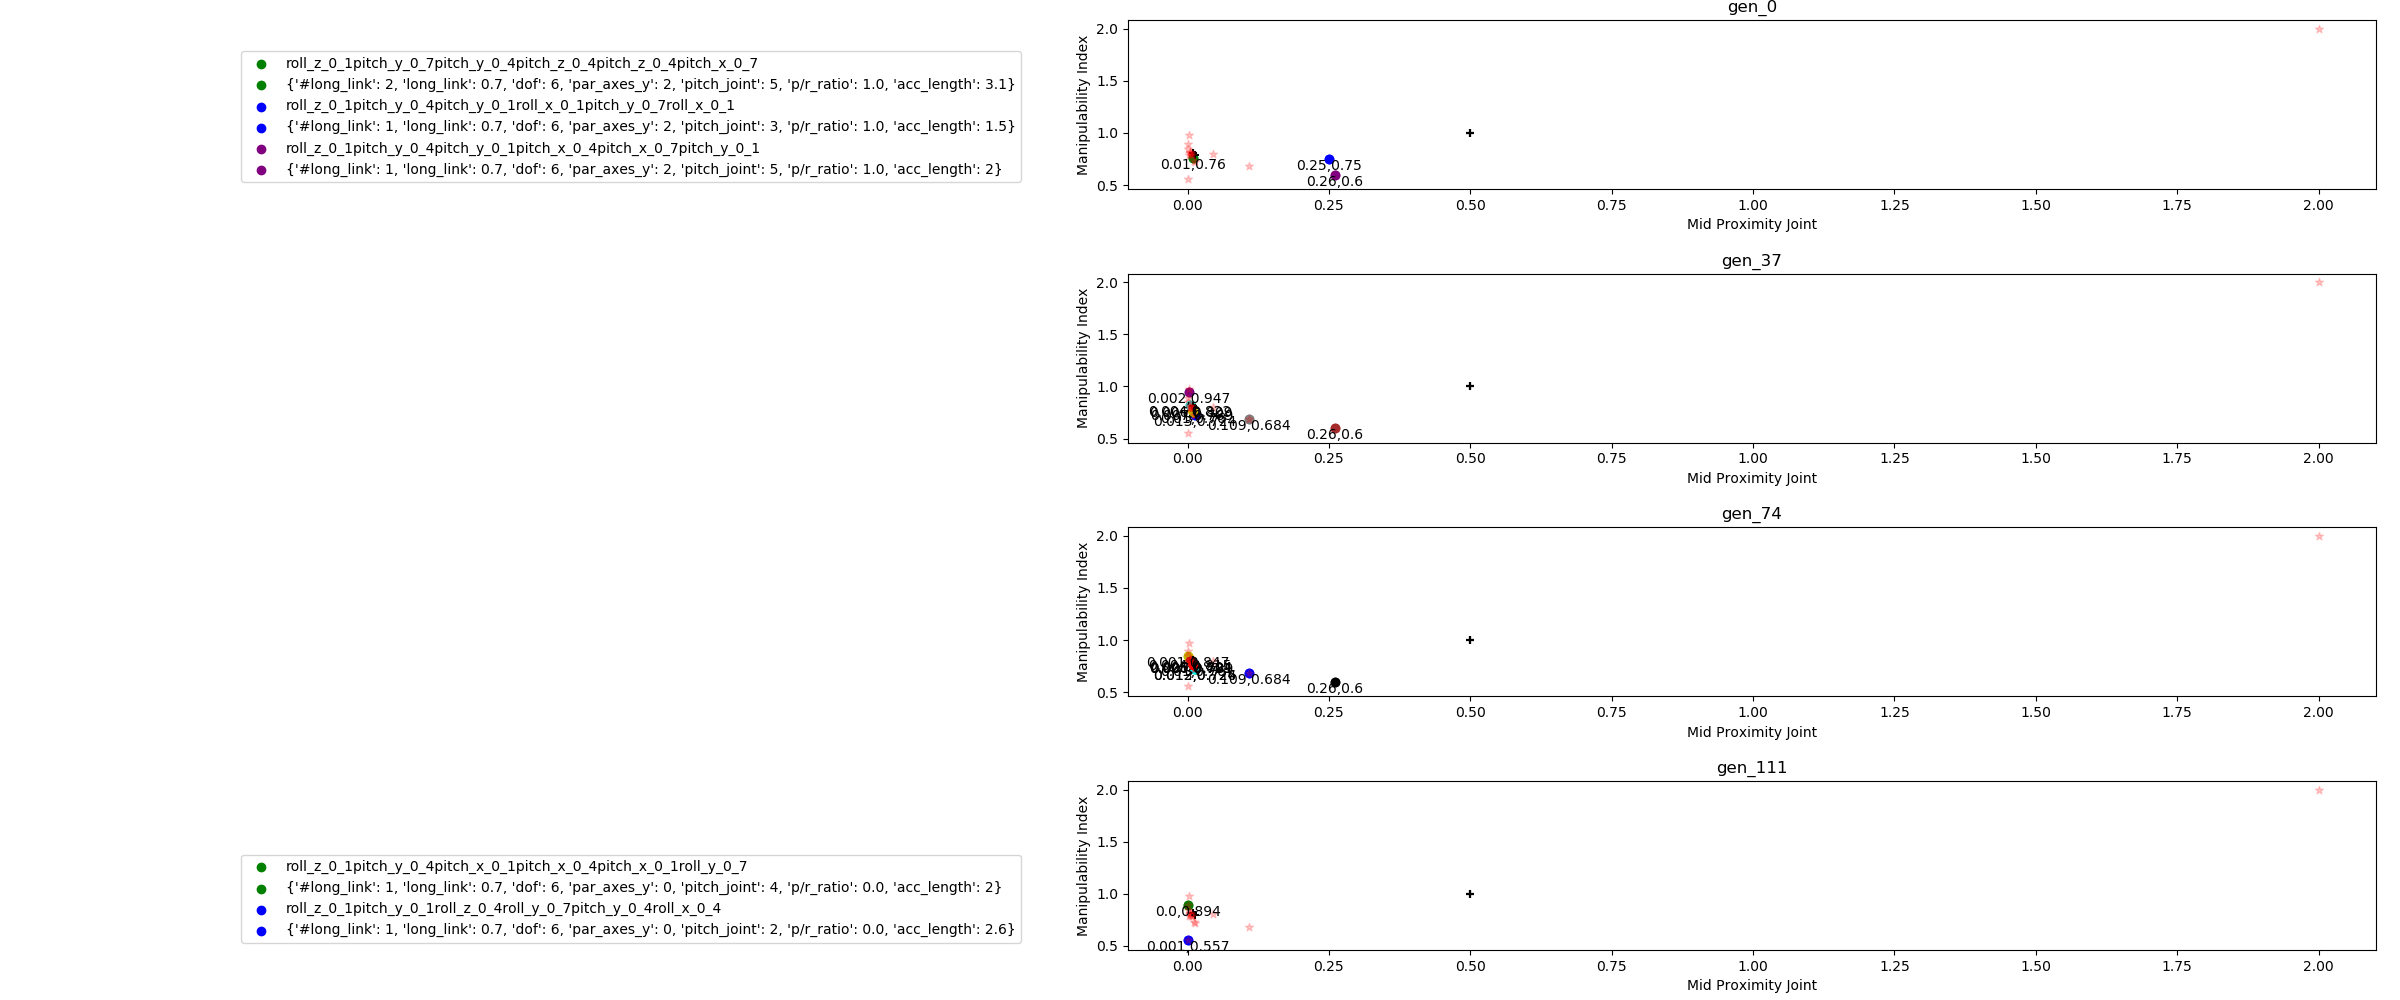 gen_0
roll_z_0_1pitch_y_0_7pitch_y_0_4pitch_z_0_4pitch_z_0_4pitch_x_0_7
{'#long_link': 2, 'long_link': 0.7, 'dof': 6, 'par_axes_y': 2, 'pitch_joint': 5, 'p/r_ratio': 1.0, 'acc_length': 3.1}
roll_z_0_1pitch_y_0_4pitch_y_0_1roll_x_0_1pitch_y_0_7roll_x_0_1
{'#long_link': 1, 'long_link': 0.7, 'dof': 6, 'par_axes_y': 2, 'pitch_joint': 3, 'p/r_ratio': 1.0, 'acc_length': 1.5}
roll_z_0_1pitch_y_0_4pitch_y_0_1pitch_x_0_4pitch_x_0_7pitch_y_0_1
{'#long_link': 1, 'long_link': 0.7, 'dof': 6, 'par_axes_y': 2, 'pitch_joint': 5, 'p/r_ratio': 1.0, 'acc_length': 2}
Manipulability Index
2.0
1.5
1.0
0.5
0.01,0.76
0.25,0.75
0.26,0.6
0.00 0.25 0.50 0.75 1.00 1.25 1.50 1.75 2.00
Mid Proximity Joint
gen_37
Manipulability Index
2.0
1.5
1.0
0.5
0.002,0.947
0.109,0.684
0.26,0.6
0.00 0.25 0.50 0.75 1.00 1.25 1.50 1.75 2.00
Mid Proximity Joint
gen_74
Manipulability Index
2.0
1.5
1.0
0.5
0.001,0.847
0.109,0.684
0.26,0.6
0.00 0.25 0.50 0.75 1.00 1.25 1.50 1.75 2.00
Mid Proximity Joint
gen_111
roll_z_0_1pitch_y_0_4pitch_x_0_1pitch_x_0_4pitch_x_0_1roll_y_0_7
{'#long_link': 1, 'long_link': 0.7, 'dof': 6, 'par_axes_y': 0, 'pitch_joint': 4, 'p/r_ratio': 0.0, 'acc_length': 2}
roll_z_0_1pitch_y_0_1roll_z_0_4roll_y_0_7pitch_y_0_4roll_x_0_4
{'#long_link': 1, 'long_link': 0.7, 'dof': 6, 'par_axes_y': 0, 'pitch_joint': 2, 'p/r_ratio': 0.0, 'acc_length': 2.6}
Manipulability Index
2.0
1.5
1.0
0.5
0.0,0.894
0.001,0.557
0.00 0.25 0.50 0.75 1.00 1.25 1.50 1.75 2.00
Mid Proximity Joint